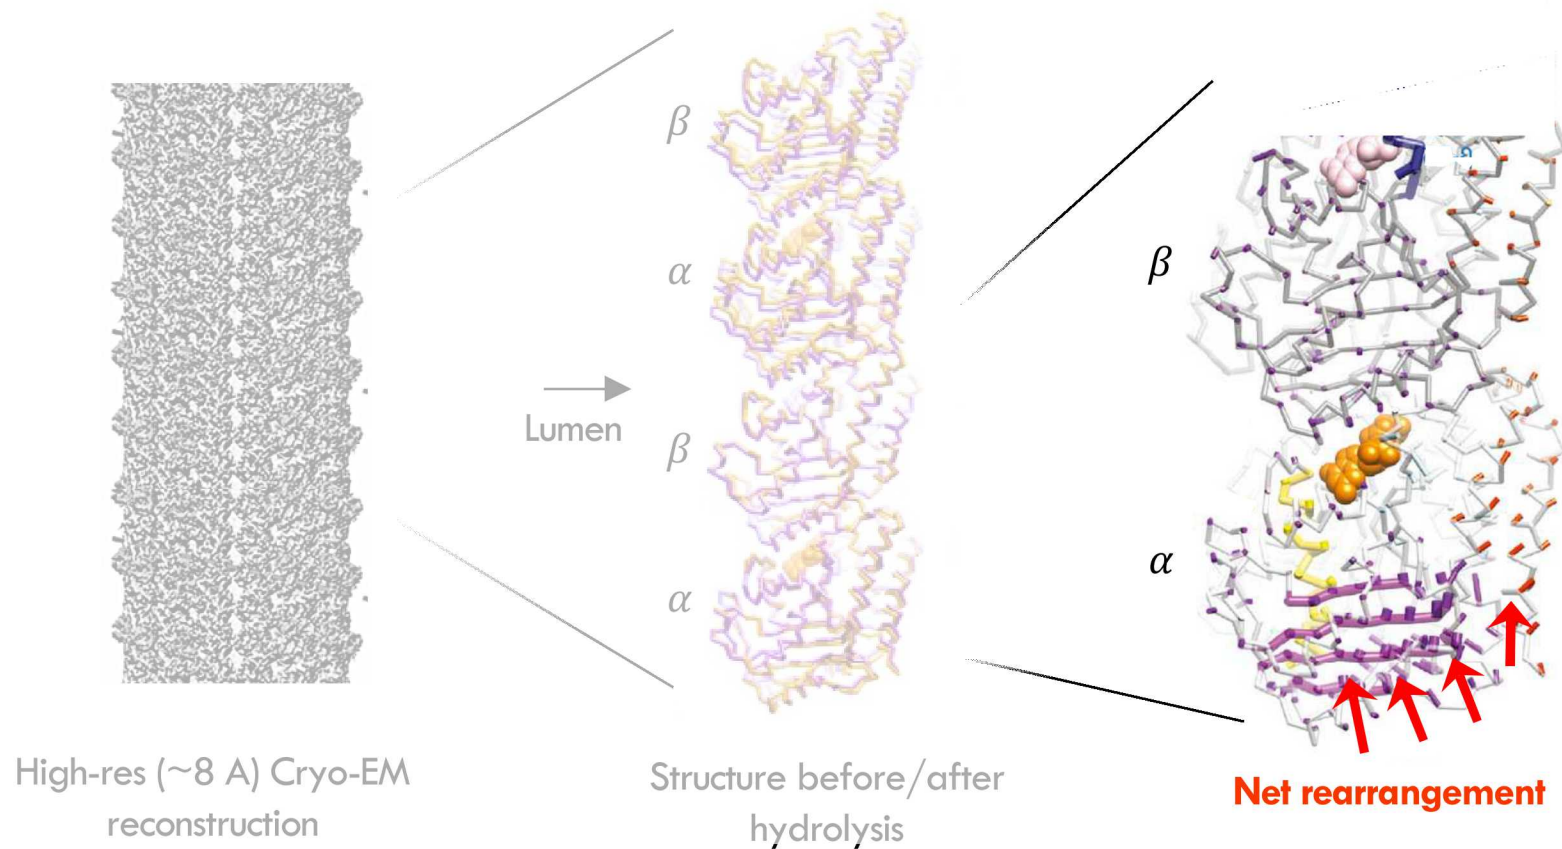 β
α
β
α
Lumen
β
α
High-res (~8 A) Cryo-EM
reconstruction
Structure before/after
hydrolysis
Net rearrangement